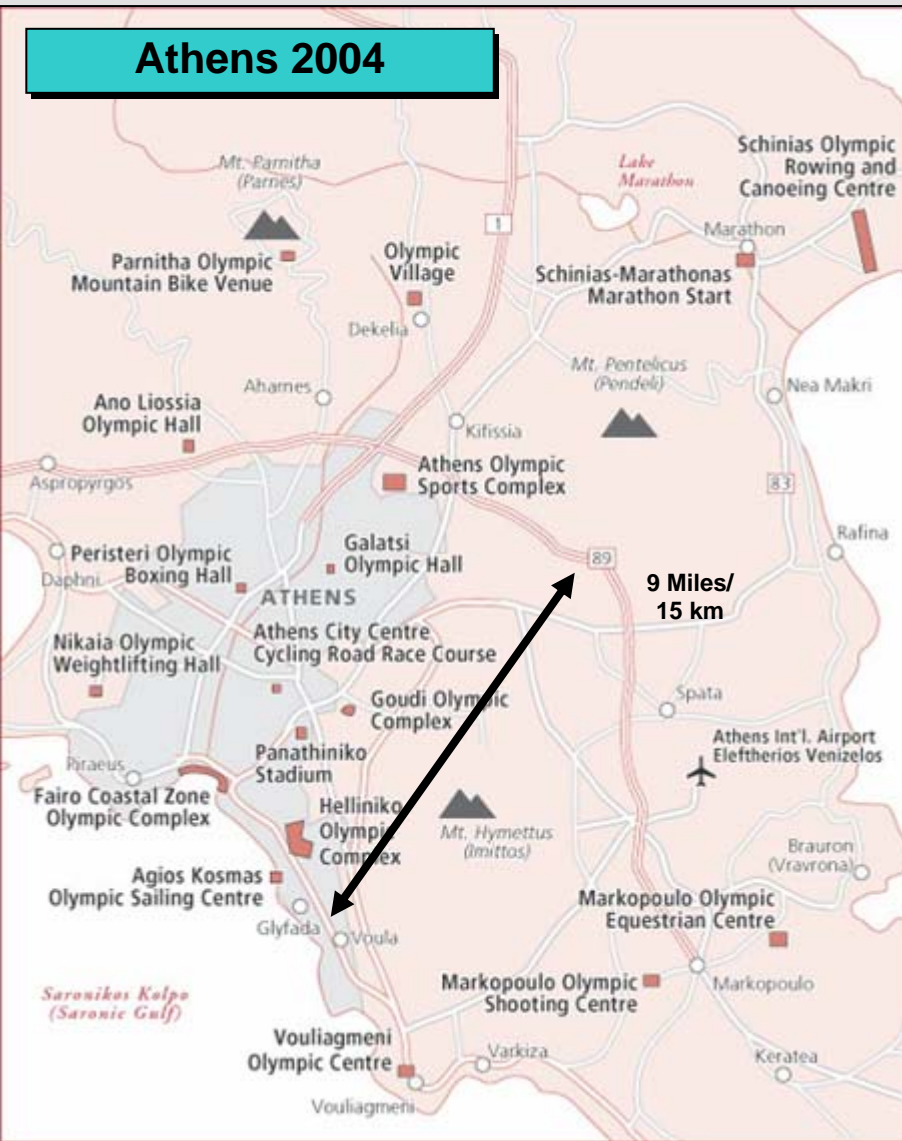 Athens 2004
Mt. Parnitha
(Parnes)
Lake
Marathon
Schinias Olympic
Rowing and
Canoeing Centre
1
Marathon
Parnitha Olympic
Mountain Bike Venue
Olympic
Village
Schinias-Marathonas
Marathon Start
Dekelia
Mt. Pentelicus
(Pendeli)
Aharnes
Nea Makri
Ano Liossia
Olympic Hall
Kifissia
Athens Olympic
Sports Complex
Aspropyrgos
83
Rafina
Peristeri Olympic
Boxing Hall
Daphni
Galatsi
Olympic Hall
89
9 Miles/
15 km
ATHENS
Nikaia Olympic
Weightlifting Hall
Athens City Centre
Cycling Road Race Course
Goudi Olympic
Complex
Spata
Panathiniko
Stadium
Athens Int'l. Airport
Eleftherios Venizelos
Piraeus
Fairo Coastal Zone
Olympic Complex
Helliniko
Olympic
Complex
Mt. Hymettus
(Imittos)
Brauron
(Vravrona)
Agios Kosmas
Olympic Sailing Centre
Glyfada
Voula
Markopoulo Olympic
Equestrian Centre
Saronikos Kolpo
(Saronic Gulf)
Markopoulo Olympic
Shooting Centre
Markopoulo
Vouliagmeni
Olympic Centre
Varkiza
Keratea
Vouliagmeni